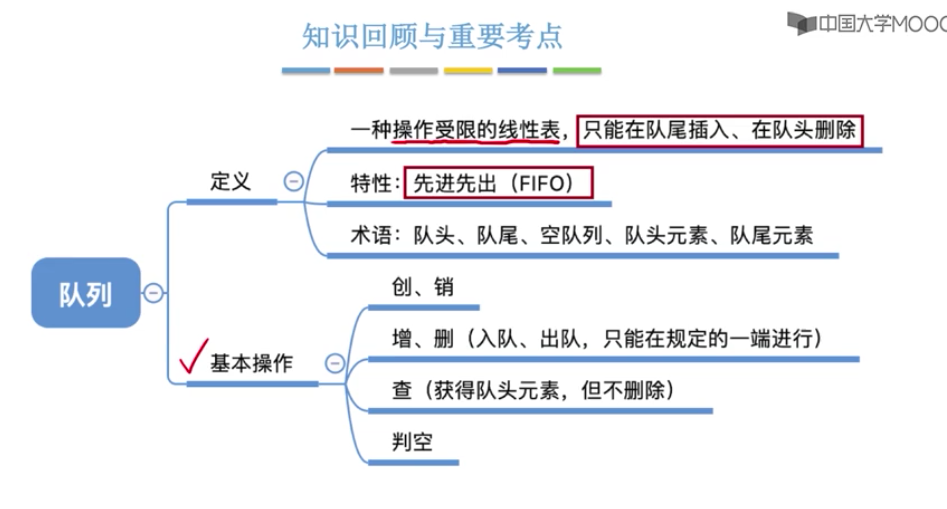 知识回顾与重要考点
中国大学MOOC
一种操作受限的线性表，只能在队尾插入、在队头删除
定义
特性：先进先出（FIFO）
术语：队头、队尾、空队列、队头元素、队尾元素
队列
创、销
增、删（入队、出队，只能在规定的一端进行）
基本操作
查（获得队头元素，但不删除）
判空